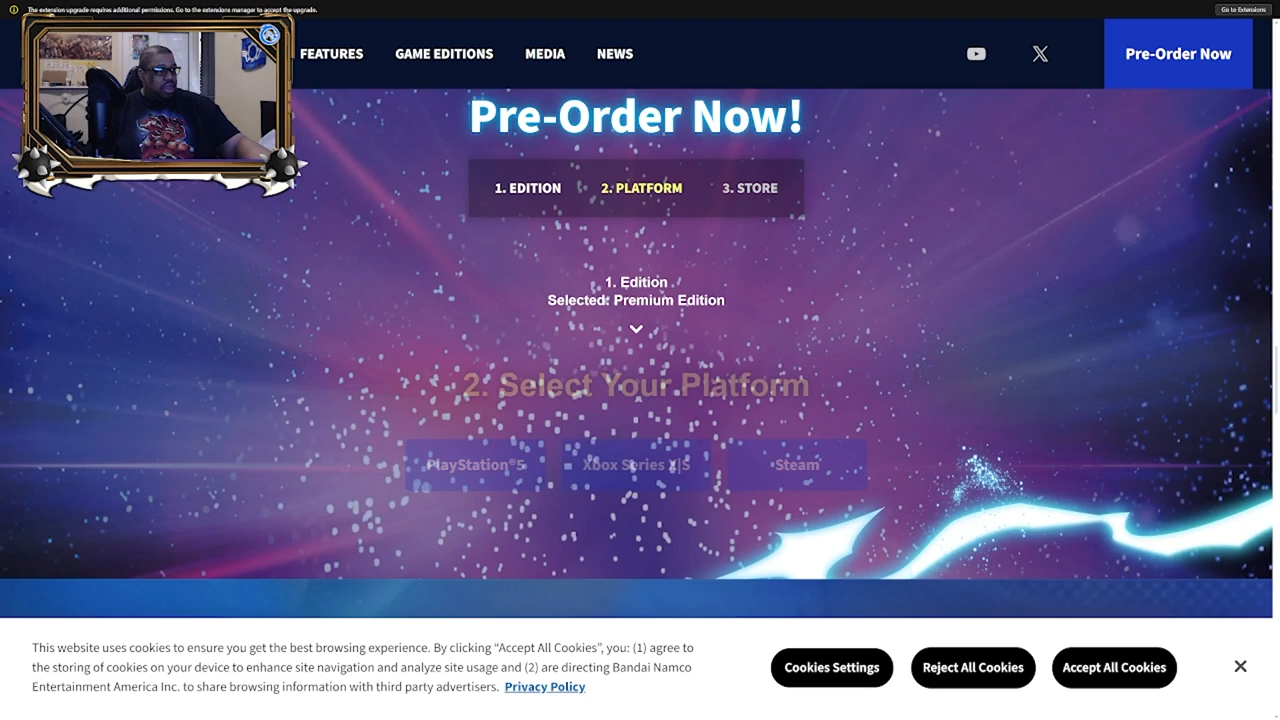 The extension upgrade requires additional permissions. Go to the extensions manager to accept the upgrade.
Go to Extensions
FEATURES
GAME EDITIONS
MEDIA
NEWS
Pre-Order Now
Pre-Order Now!
1. EDITION
2. PLATFORM
3. STORE
1. Edition
Selected: Premium Edition
2. Select Your Platform
PlayStation®5
Xbox Series X|S
Steam
This website uses cookies to ensure you get the best browsing experience. By clicking “Accept All Cookies”, you: (1) agree to
the storing of cookies on your device to enhance site navigation and analyze site usage and (2) are directing Bandai Namco
Entertainment America Inc. to share browsing information with third party advertisers. Privacy Policy
Cookies Settings
Reject All Cookies
Accept All Cookies